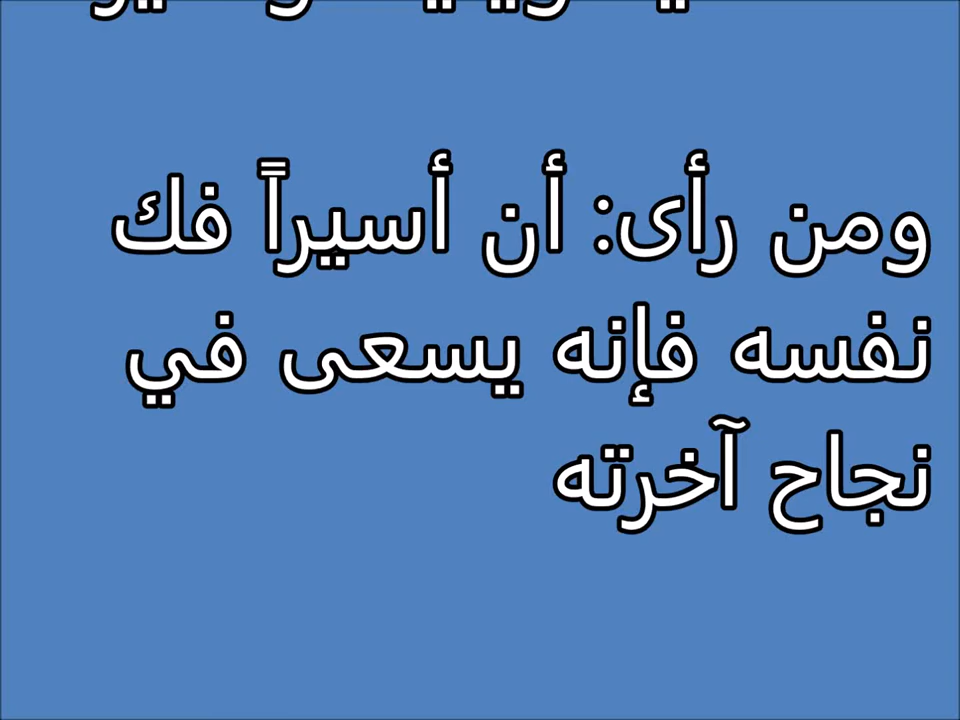 ومن رأى: أن أسيراً فك
نفسه فإنه يسعى في
نجاح آخرته